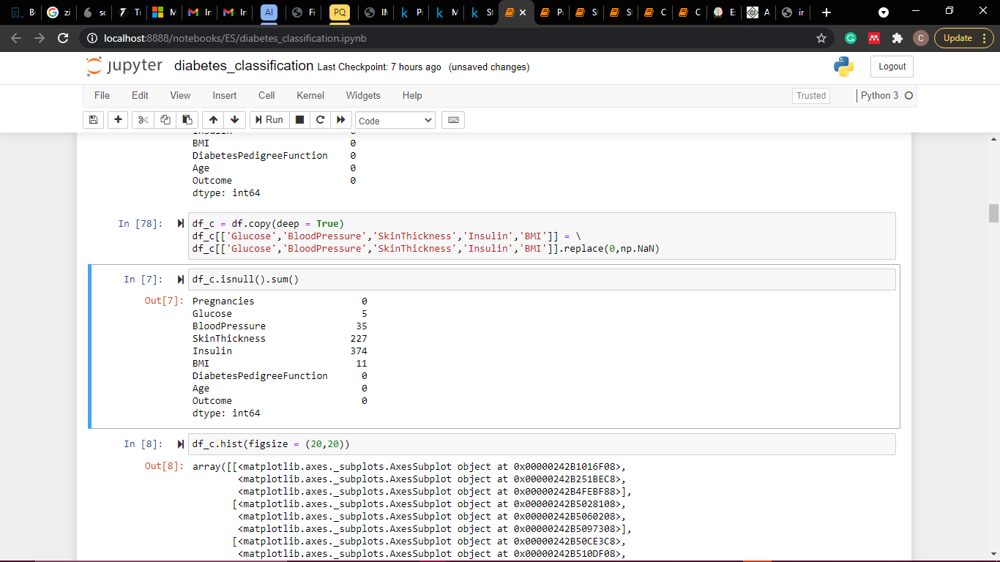 B
zi
sc
Tu
M
In
In
AI
Fi
PQ
IN
Pi
M
St
Pi
St
St
C
C
E
A
in
localhost:8888/notebooks/ES/diabetes_classification.ipynb
C
Update
jupyter diabetes_classification Last Checkpoint: 7 hours ago (unsaved changes)
Logout
File Edit View Insert Cell Kernel Widgets Help
Trusted
Python 3
Run
Code
BMI 0
DiabetesPedigreeFunction 0
Age 0
Outcome 0
dtype: int64
In [78]: df_c = df.copy(deep = True)
df_c[['Glucose','BloodPressure','SkinThickness','Insulin','BMI']] = \
df_c[['Glucose','BloodPressure','SkinThickness','Insulin','BMI']].replace(0,np.NaN)
In [7]: df_c.isnull().sum()
Out[7]: Pregnancies 0
Glucose 5
BloodPressure 35
SkinThickness 227
Insulin 374
BMI 11
DiabetesPedigreeFunction 0
Age 0
Outcome 0
dtype: int64
In [8]: df_c.hist(figsize = (20,20))
Out[8]: array([[<matplotlib.axes._subplots.AxesSubplot object at 0x00000242B1016F08>,
<matplotlib.axes._subplots.AxesSubplot object at 0x00000242B251BEC8>,
<matplotlib.axes._subplots.AxesSubplot object at 0x00000242B4FEBF88>],
[<matplotlib.axes._subplots.AxesSubplot object at 0x00000242B5028108>,
<matplotlib.axes._subplots.AxesSubplot object at 0x00000242B5060208>,
<matplotlib.axes._subplots.AxesSubplot object at 0x00000242B5097308>],
[<matplotlib.axes._subplots.AxesSubplot object at 0x00000242B50CE3C8>,
<matplotlib.axes._subplots.AxesSubplot object at 0x00000242B510DF08>,